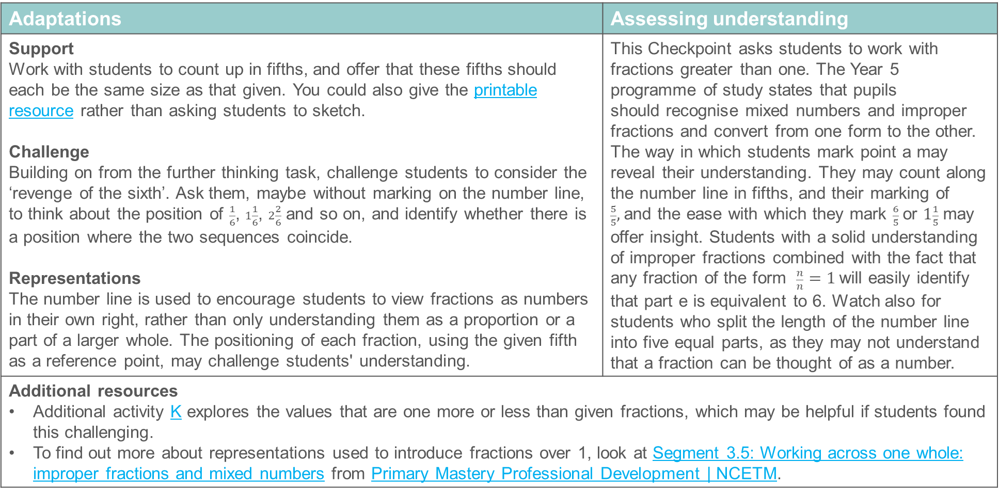 Adaptations
Assessing understanding
Support
Work with students to count up in fifths, and offer that these fifths should
each be the same size as that given. You could also give the printable
resource rather than asking students to sketch.
Challenge
Building on from the further thinking task, challenge students to consider the
‘revenge of the sixth’. Ask them, maybe without marking on the number line,
to think about the position of 1/6, 1 1/6, 2 2/6 and so on, and identify whether there is
a position where the two sequences coincide.
Representations
The number line is used to encourage students to view fractions as numbers
in their own right, rather than only understanding them as a proportion or a
part of a larger whole. The positioning of each fraction, using the given fifth
as a reference point, may challenge students' understanding.
This Checkpoint asks students to work with
fractions greater than one. The Year 5
programme of study states that pupils
should recognise mixed numbers and improper
fractions and convert from one form to the other.
The way in which students mark point a may
reveal their understanding. They may count along
the number line in fifths, and their marking of
5/5, and the ease with which they mark 6/5 or 1 1/5 may
offer insight. Students with a solid understanding
of improper fractions combined with the fact that
any fraction of the form n/n = 1 will easily identify
that part e is equivalent to 6. Watch also for
students who split the length of the number line
into five equal parts, as they may not understand
that a fraction can be thought of as a number.
Additional resources
• Additional activity K explores the values that are one more or less than given fractions, which may be helpful if students found
this challenging.
• To find out more about representations used to introduce fractions over 1, look at Segment 3.5: Working across one whole:
improper fractions and mixed numbers from Primary Mastery Professional Development | NCETM.